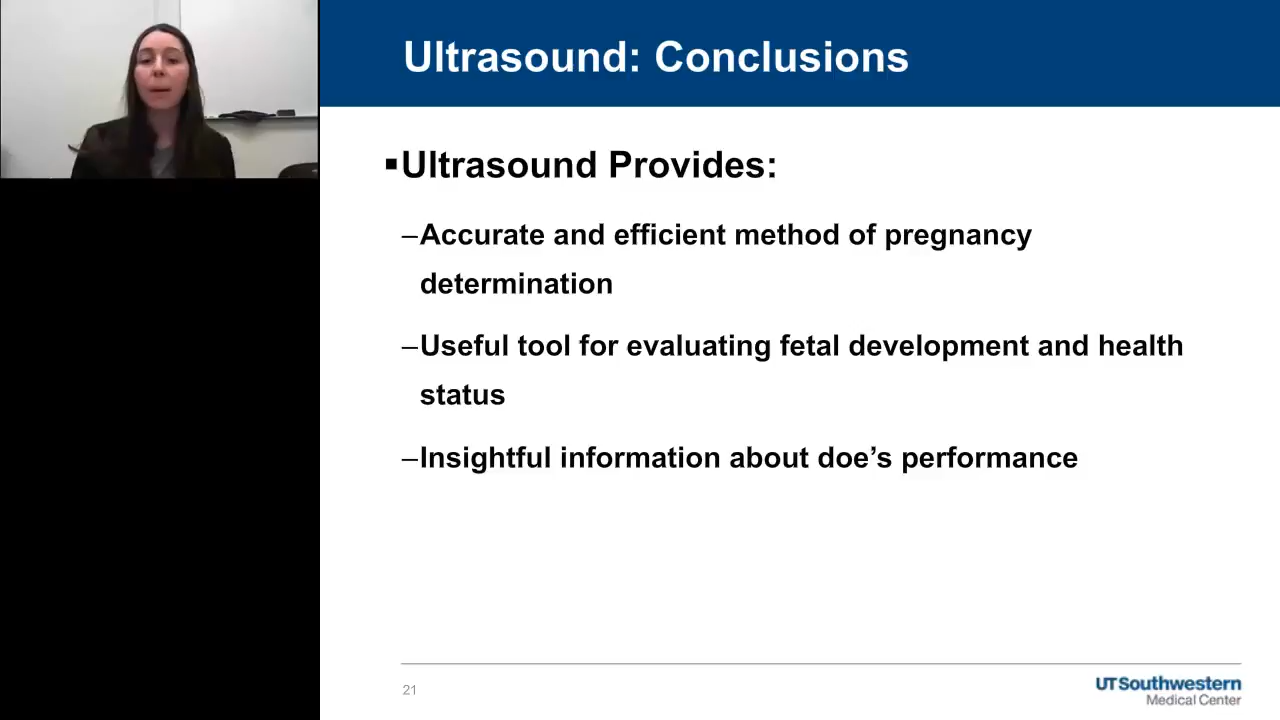 Ultrasound: Conclusions
▪Ultrasound Provides:
–Accurate and efficient method of pregnancy
determination
–Useful tool for evaluating fetal development and health
status
–Insightful information about doe’s performance
21
UTSouthwestern
Medical Center